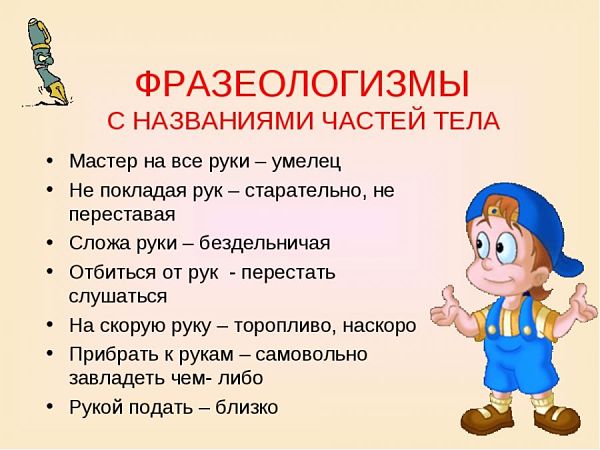 ФРАЗЕОЛОГИЗМЫ
С НАЗВАНИЯМИ ЧАСТЕЙ ТЕЛА
• Мастер на все руки – умелец
• Не покладая рук – старательно, не
переставая
• Сложа руки – бездельничая
• Отбиться от рук - перестать
слушаться
• На скорую руку – торопливо, наскоро
• Прибрать к рукам – самовольно
завладеть чем- либо
• Рукой подать – близко